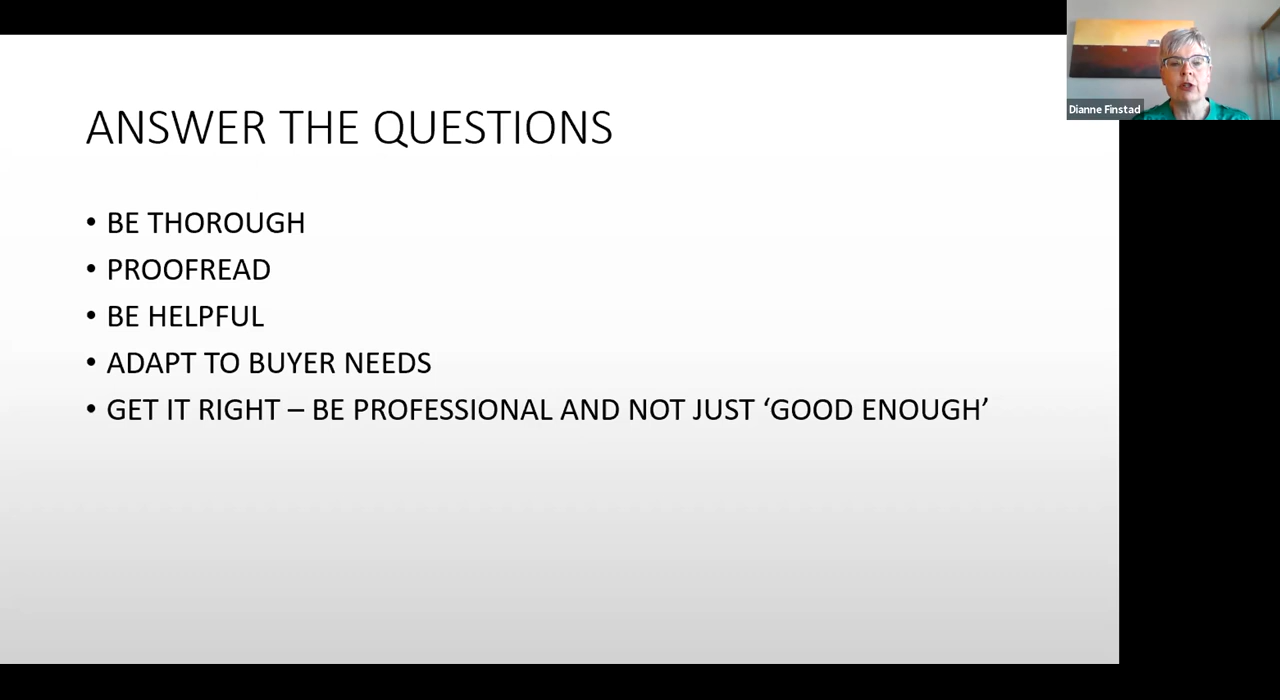 ANSWER THE QUESTIONS
• BE THOROUGH
• PROOFREAD
• BE HELPFUL
• ADAPT TO BUYER NEEDS
• GET IT RIGHT – BE PROFESSIONAL AND NOT JUST ‘GOOD ENOUGH’
Dianne Finstad